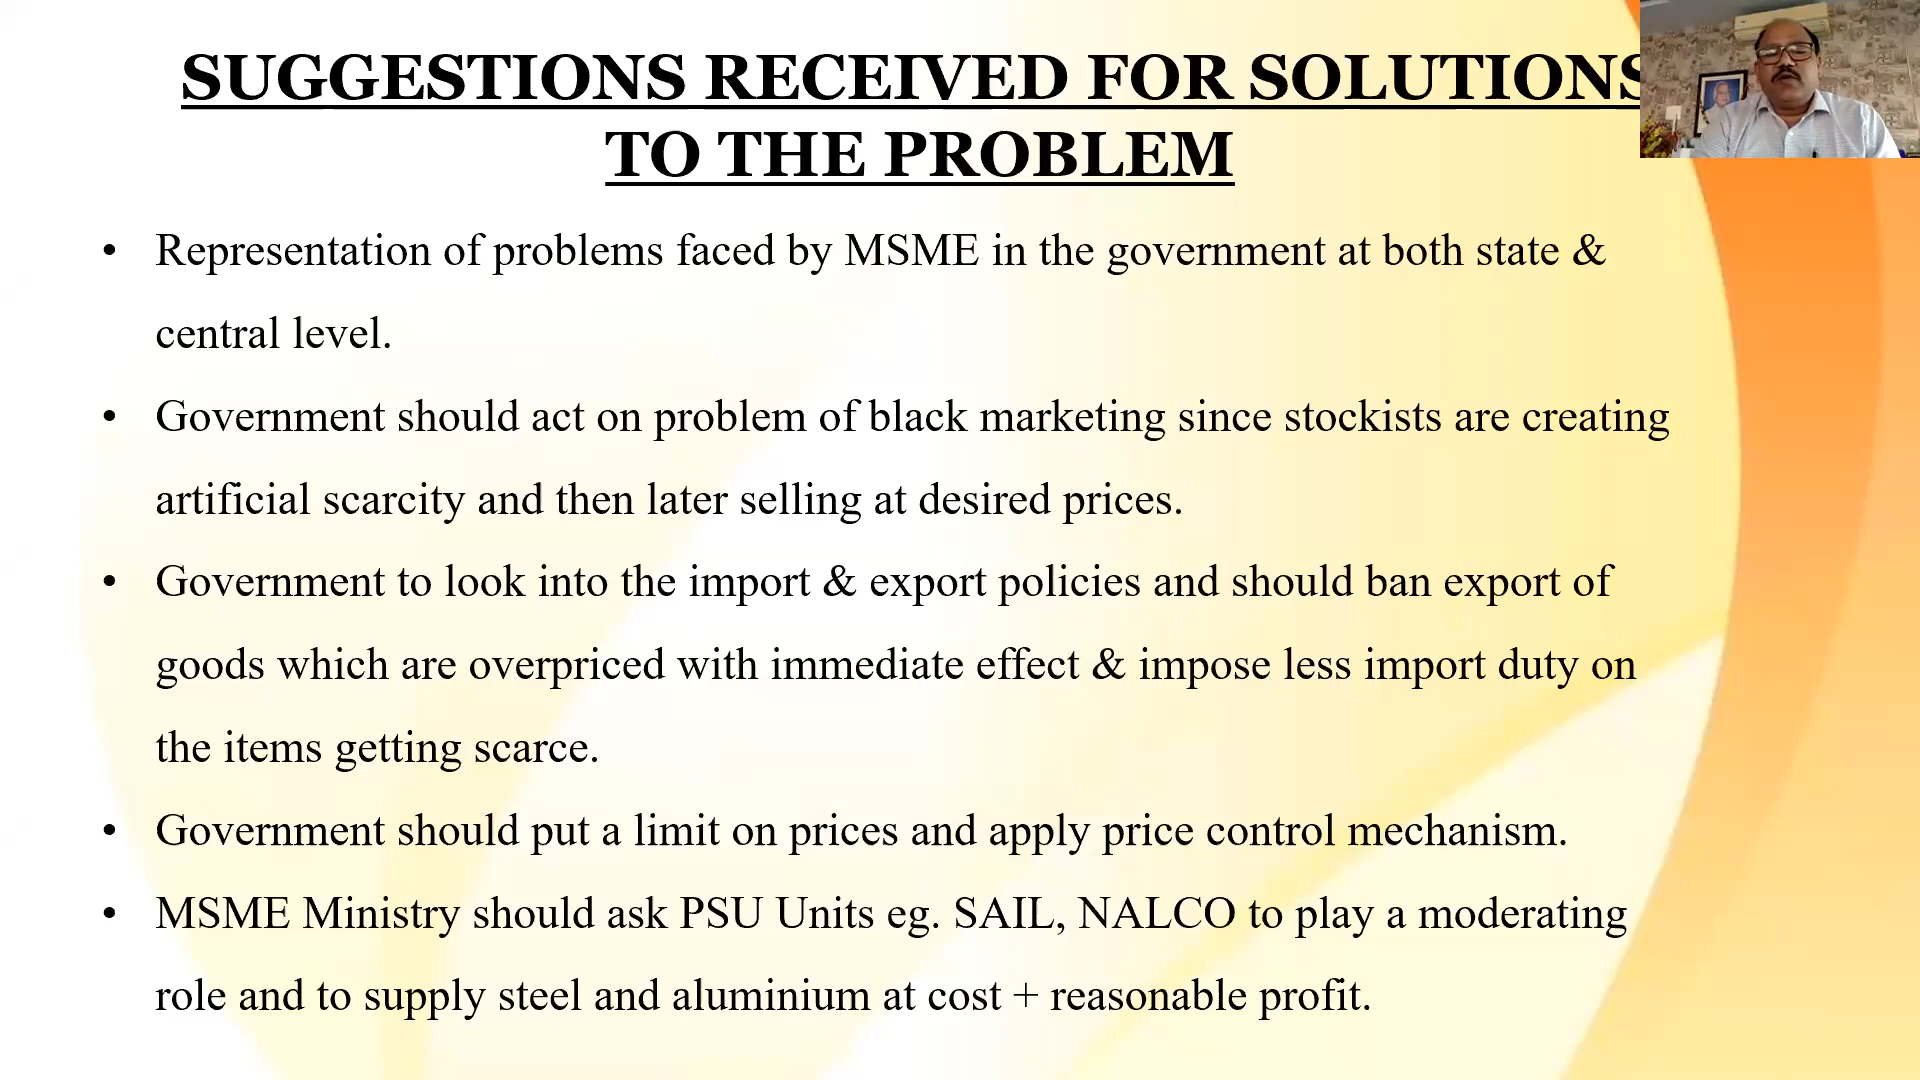 SUGGESTIONS RECEIVED FOR SOLUTIONS
TO THE PROBLEM
• Representation of problems faced by MSME in the government at both state &
central level.
• Government should act on problem of black marketing since stockists are creating
artificial scarcity and then later selling at desired prices.
• Government to look into the import & export policies and should ban export of
goods which are overpriced with immediate effect & impose less import duty on
the items getting scarce.
• Government should put a limit on prices and apply price control mechanism.
• MSME Ministry should ask PSU Units eg. SAIL, NALCO to play a moderating
role and to supply steel and aluminium at cost + reasonable profit.